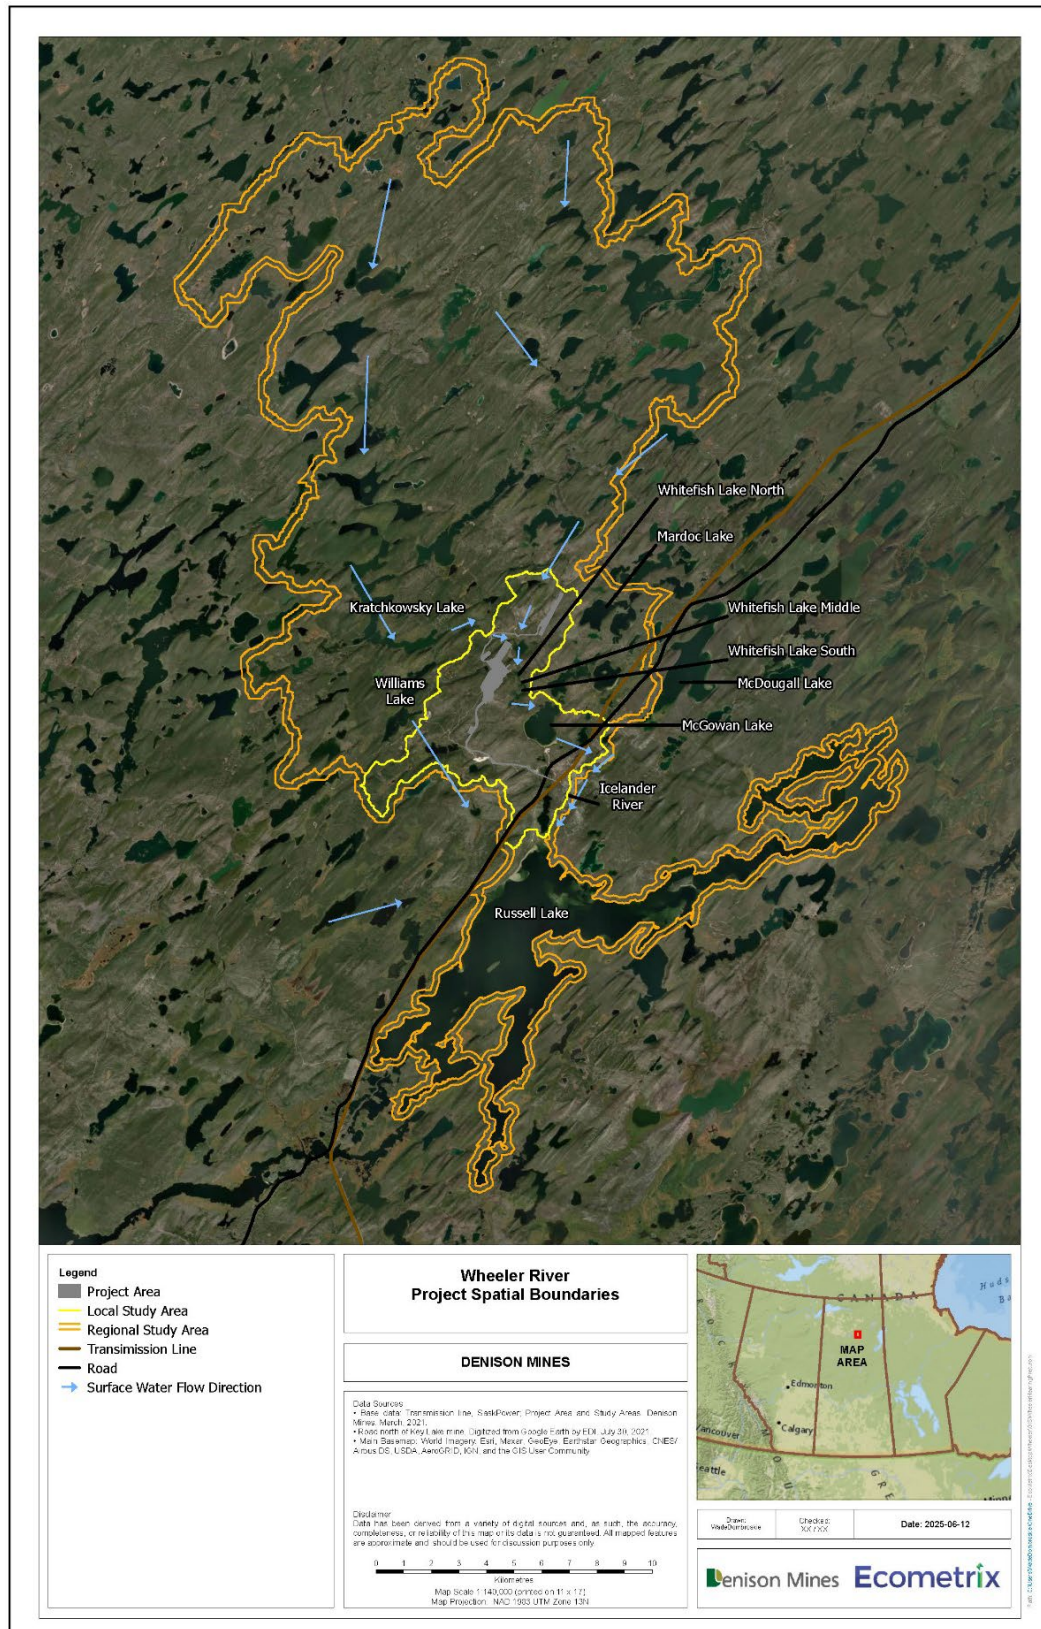 Whitefish Lake North
Mardoc Lake
Kratchkowsky Lake
Whitefish Lake Middle
Whitefish Lake South
Williams
Lake
McDougall Lake
McGowan Lake
Icelander
River
Russell Lake
Legend
Project Area
Local Study Area
Regional Study Area
Transimission Line
Road
Surface Water Flow Direction
Wheeler River
Project Spatial Boundaries
DENISON MINES
Data Sources
• Base data: Transmission line, SaskPower; Project Area and Study Areas, Denison
Mines, March, 2021.
• Road north of Key Lake mine, Digitized from Google Earth by EDI, July 30, 2021
• Main Basemap: World Imagery: Esri, Maxar, GeoEye, Earthstar Geographics, CNES/
Airbus DS, USDA, AeroGRID, IGN, and the GIS User Community
Disclaimer
Data has been derived from a variety of digital sources and, as such, the accuracy,
completeness, or reliability of this map or its data is not guaranteed. All mapped features
are approximate and should be used for discussion purposes only
0 1 2 3 4 5 6 7 8 9 10
Kilometres
Map Scale 1:140,000 (printed on 11 x 17)
Map Projection: NAD 1983 UTM Zone 13N
CANADA
Huds
Ba
ROCK
MOU
MAP
AREA
Edmonton
Calgary
Vancouver
Seattle
GRE
Drawn:
Checked:
XX / XX
Date: 2025-06-12
Denison Mines
Ecometrix